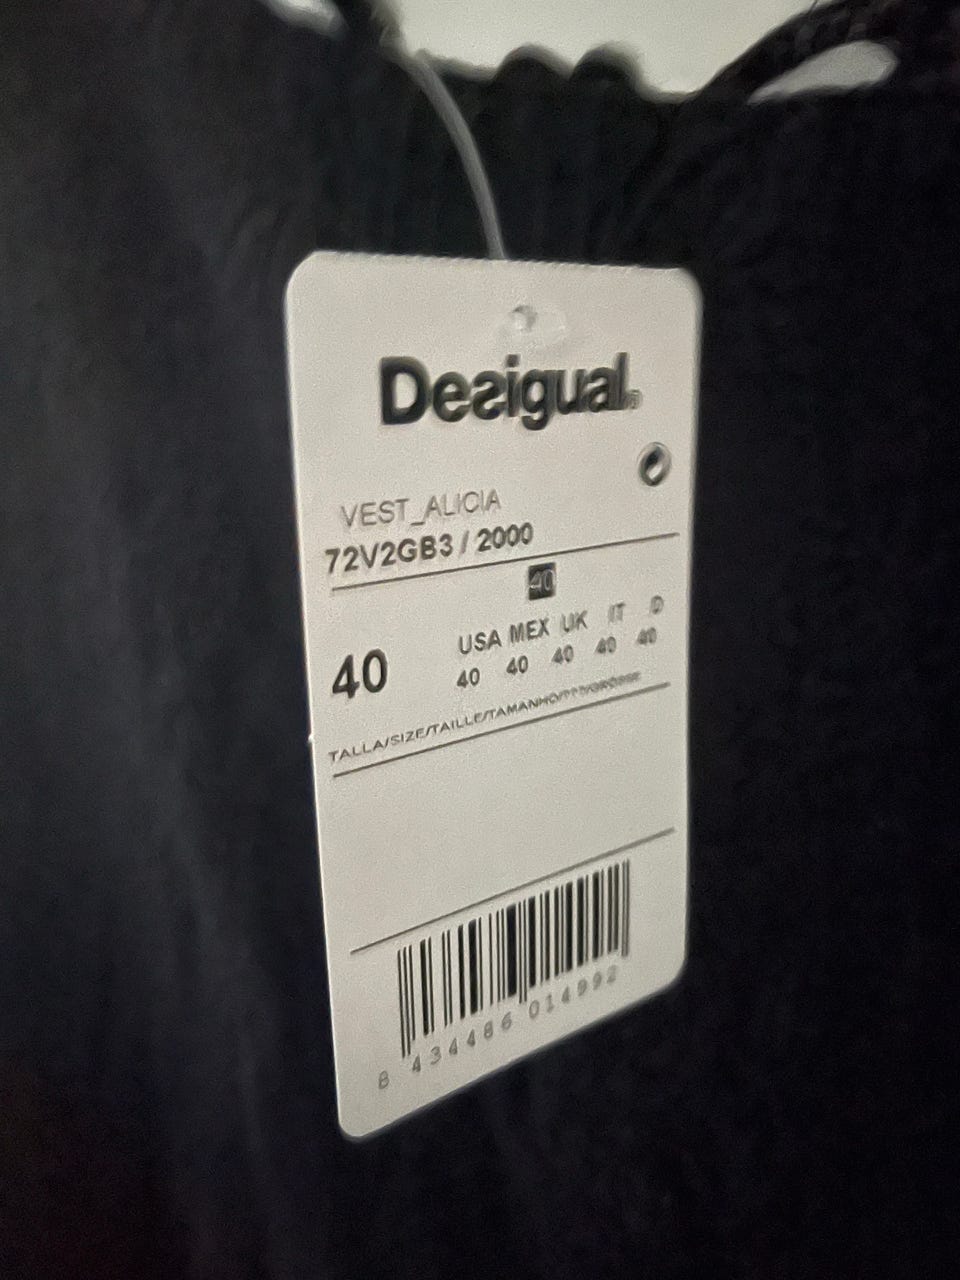 Desigual.
VEST_ALICIA
72V2GB3 / 2000
40
USA MEX UK IT D
40 40 40 40 40 40
TALLA/SIZE/TAILLE/TAMANHO/???/GRÖSSE
8 434486 014992